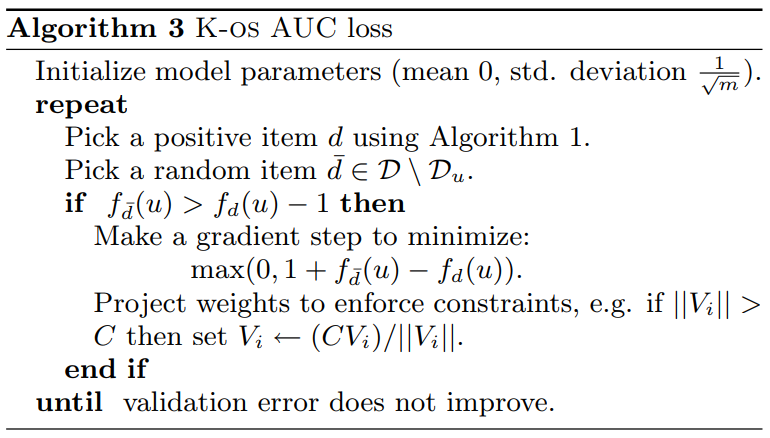 Algorithm 3 K-OS AUC loss
Initialize model parameters (mean 0, std. deviation $\frac{1}{\sqrt{m}}$).
repeat
Pick a positive item $d$ using Algorithm 1.
Pick a random item $\bar{d} \in \mathcal{D} \setminus \mathcal{D}_u$.
if $f_{\bar{d}}(u) > f_d(u) - 1$ then
Make a gradient step to minimize:
$\max(0, 1 + f_{\bar{d}}(u) - f_d(u))$.
Project weights to enforce constraints, e.g. if $||V_i|| >$
$C$ then set $V_i \leftarrow (CV_i)/||V_i||$.
end if
until validation error does not improve.